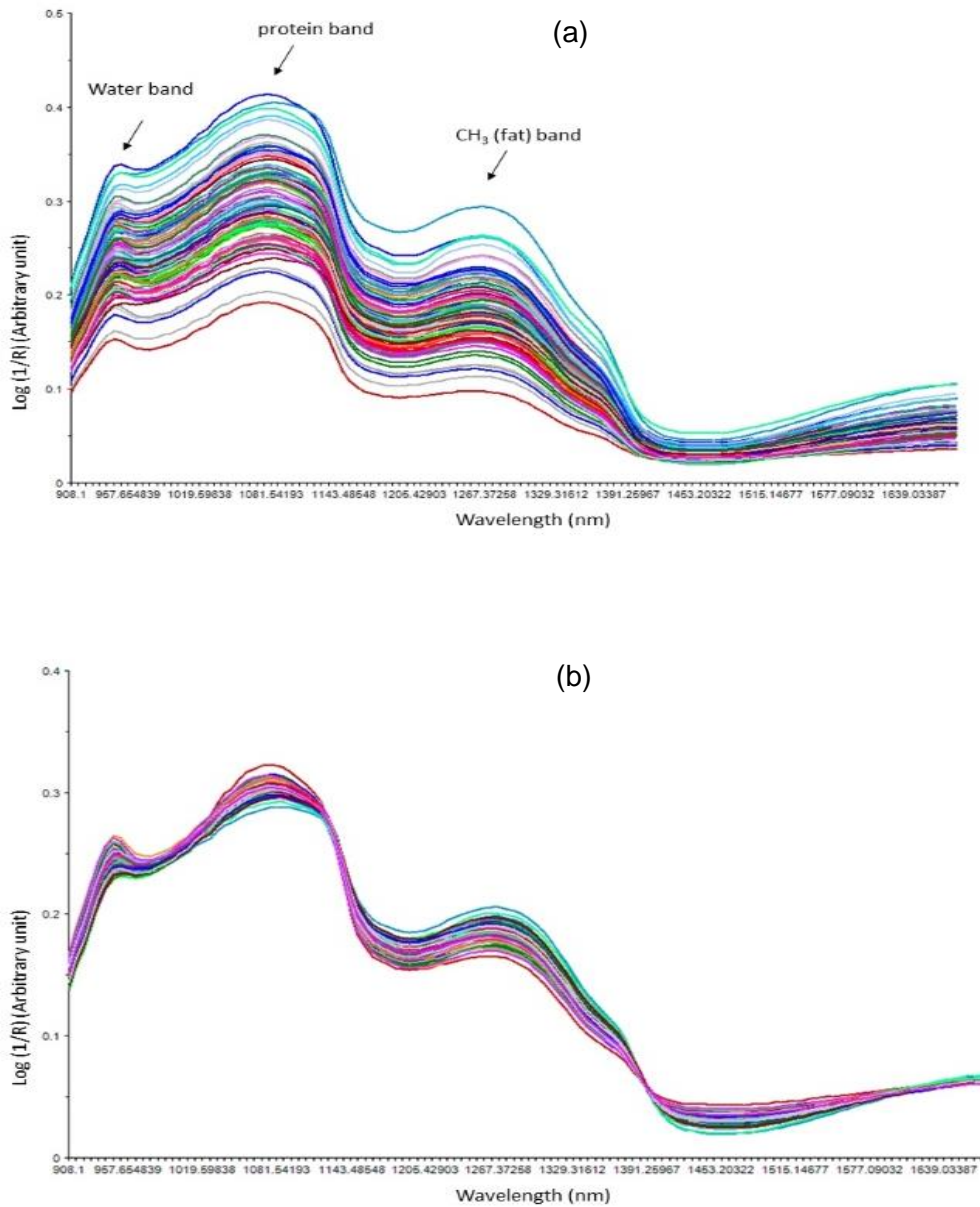 (a)
protein band
Water band
CH₃ (fat) band
0.5
0.4
0.3
0.2
0.1
0
Log (1/R) (Arbitrary unit)
908.1 957.654839 1019.59838 1081.54193 1143.48548 1206.42903 1267.37258 1329.31612 1391.25967 1453.20322 1515.14677 1577.09032 1639.03387
Wavelength (nm)
(b)
0.4
0.3
0.2
0.1
0
Log (1/R) (Arbitrary unit)
908.1 957.654839 1019.59838 1081.54193 1143.48548 1206.42903 1267.37258 1329.31612 1391.25967 1453.20322 1515.14677 1577.09032 1639.03387
Wavelength (nm)